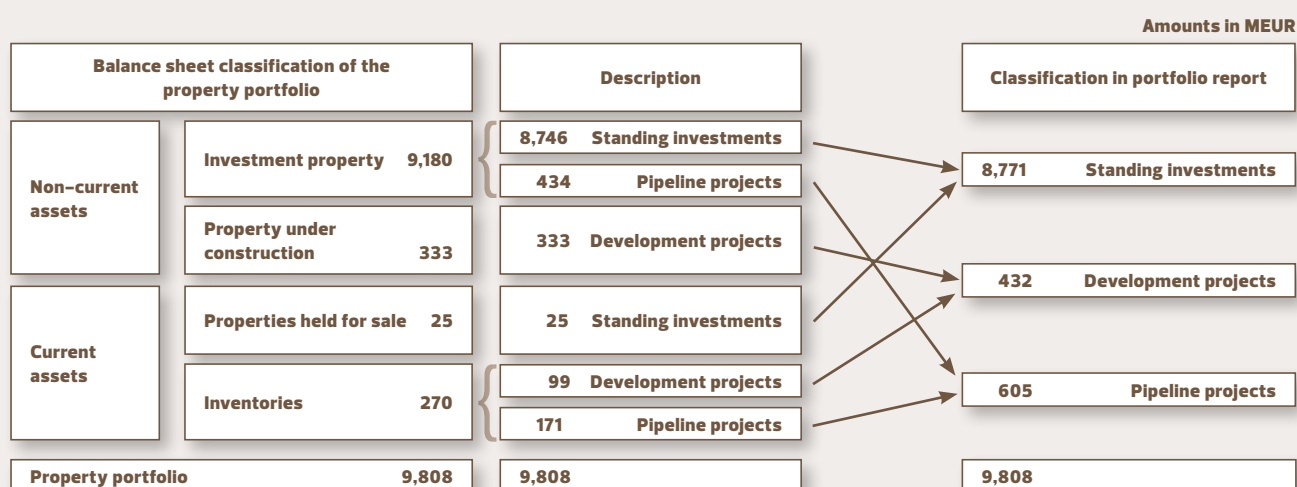 Amounts in MEUR
Balance sheet classification of the
property portfolio
Description
Classification in portfolio report
Non-current
assets
Investment property 9,180
8,746 Standing investments
434 Pipeline projects
8,771 Standing investments
Property under
construction 333
333 Development projects
432 Development projects
Current
assets
Properties held for sale 25
25 Standing investments
Inventories 270
99 Development projects
171 Pipeline projects
605 Pipeline projects
Property portfolio 9,808
9,808
9,808